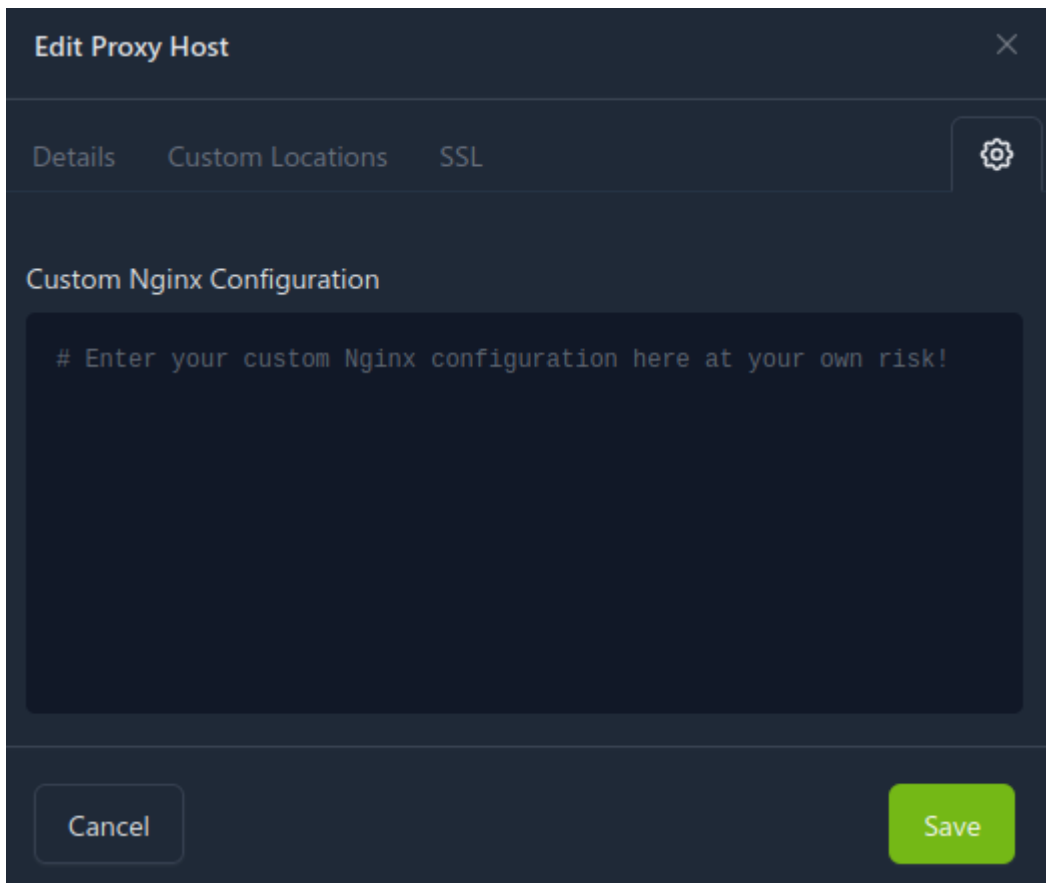 Edit Proxy Host
Details Custom Locations SSL
Custom Nginx Configuration
# Enter your custom Nginx configuration here at your own risk!
Cancel Save